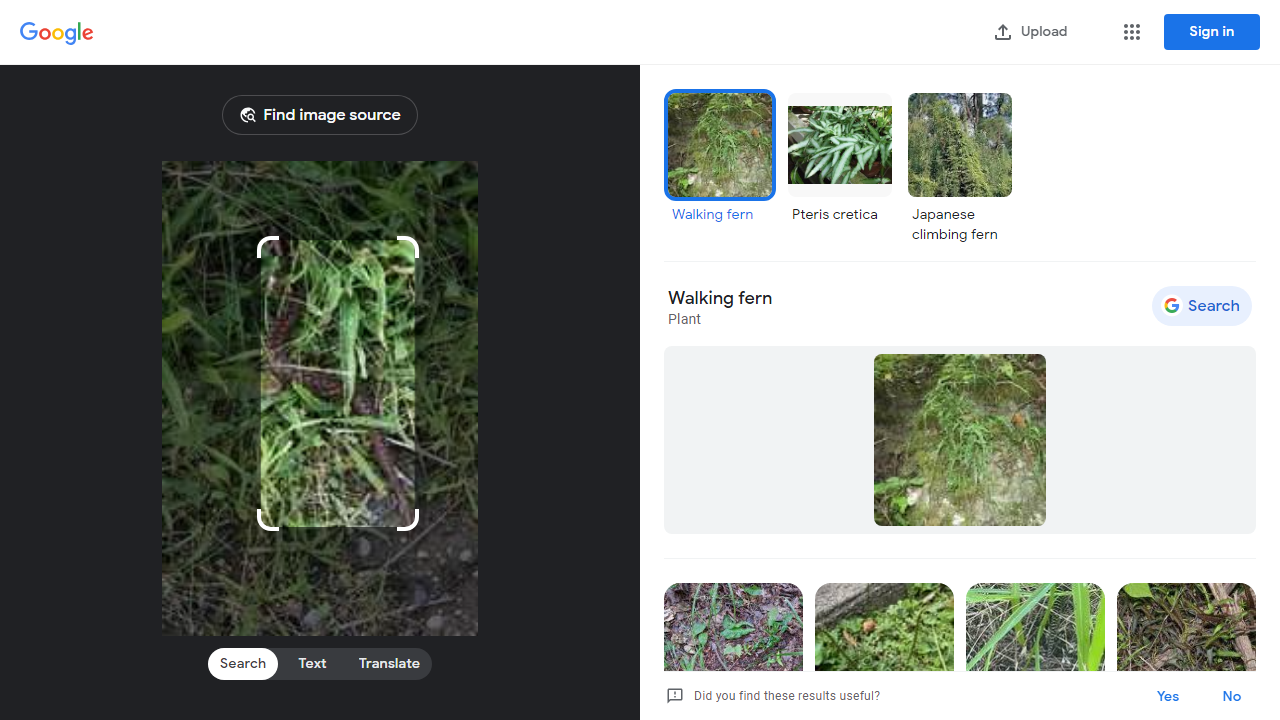 Google
Upload
Sign in
Find image source
Walking fern
Pteris cretica
Japanese
climbing fern
Walking fern
Plant
Search
Search
Text
Translate
Did you find these results useful?
Yes
No